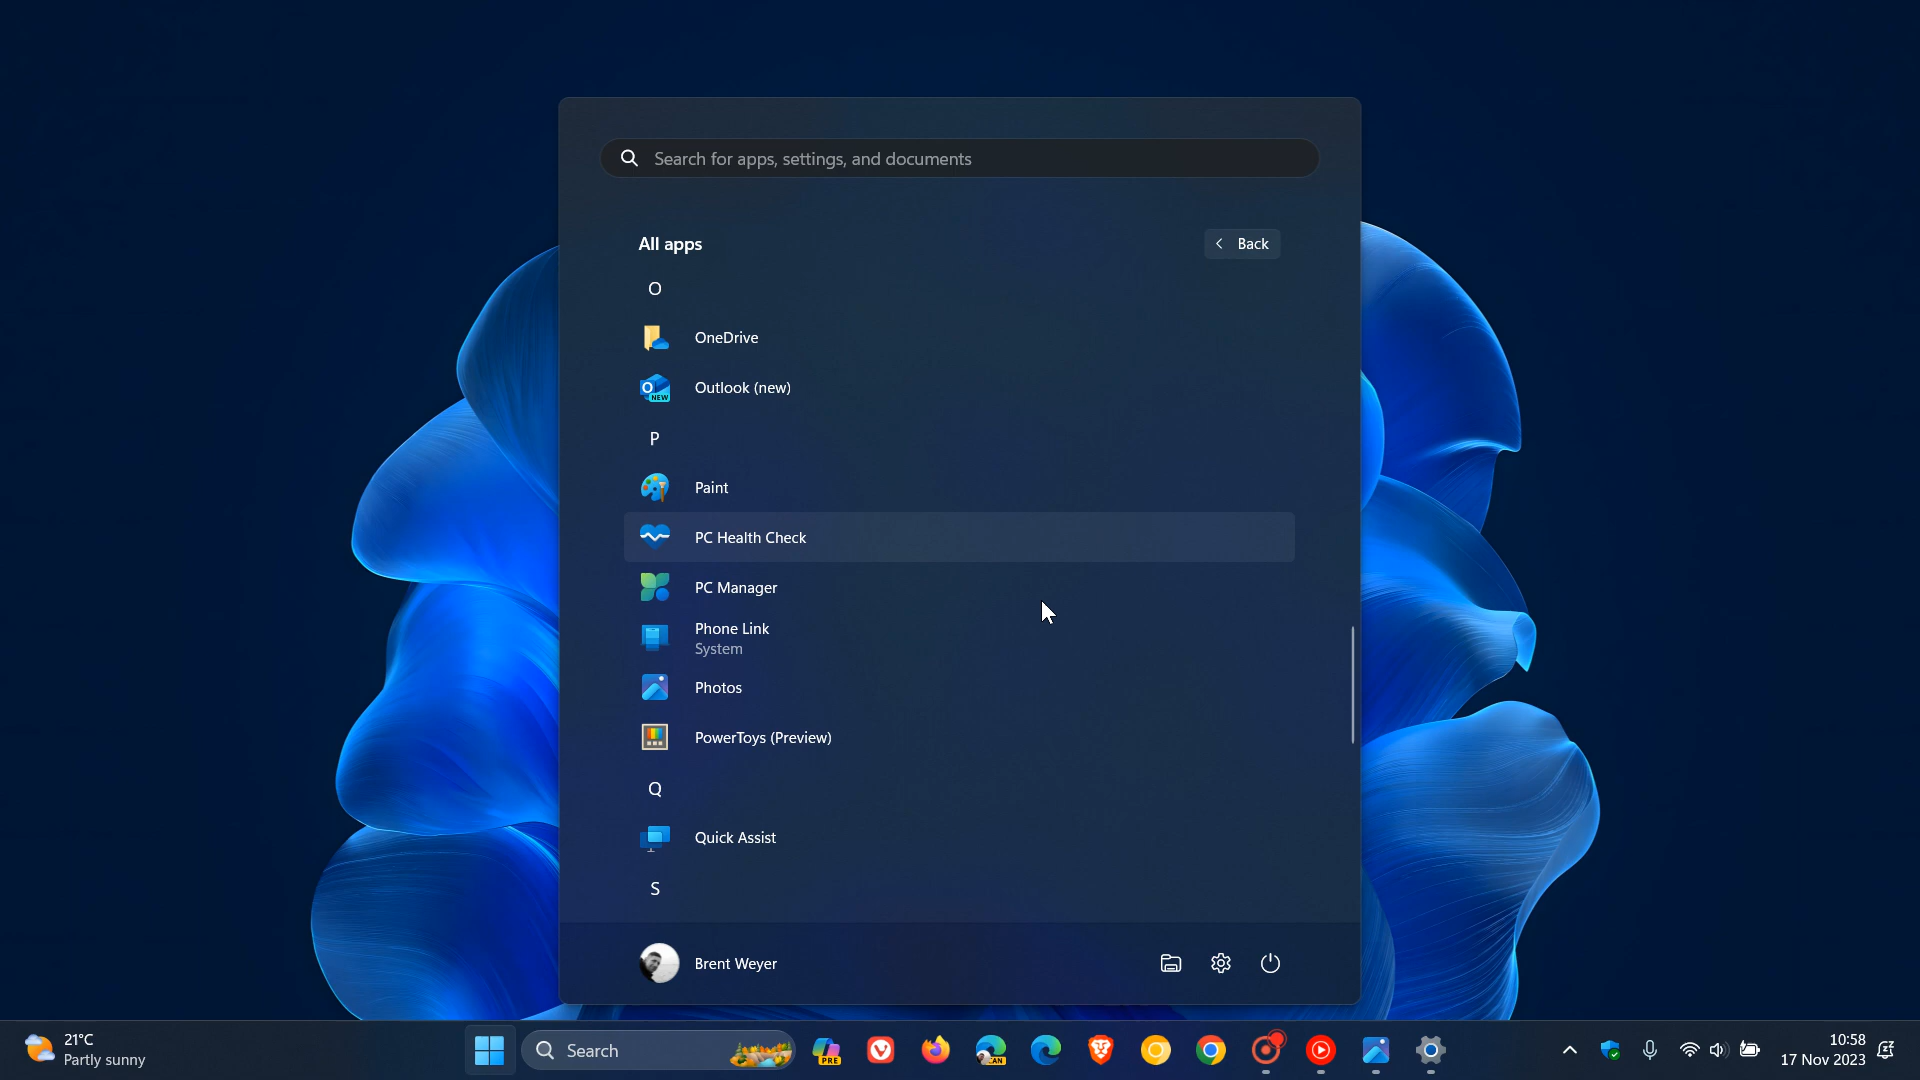 Search for apps, settings, and documents
All apps
Back
O
OneDrive
Outlook (new)
P
Paint
PC Health Check
PC Manager
Phone Link
System
Photos
PowerToys (Preview)
Q
Quick Assist
S
Brent Weyer
21°C
Partly sunny
Search
PRE
CAN
10:58
17 Nov 2023